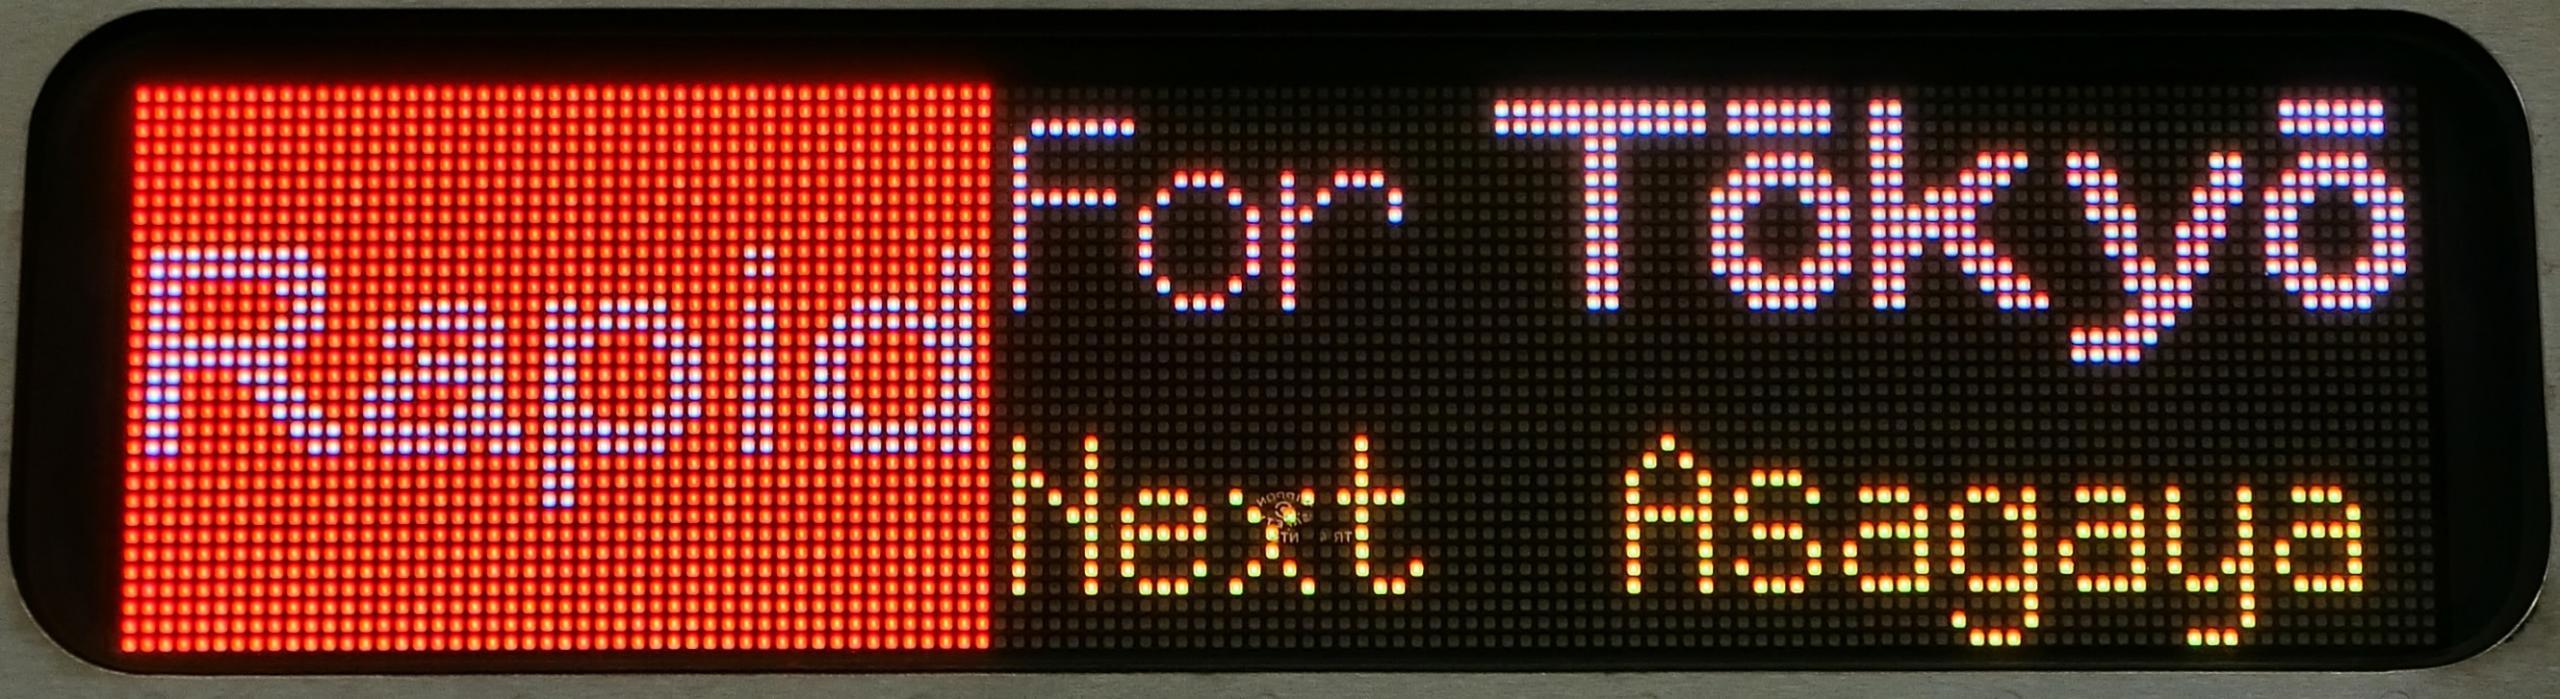 Rapid
For Tōkyō
Next Asagaya